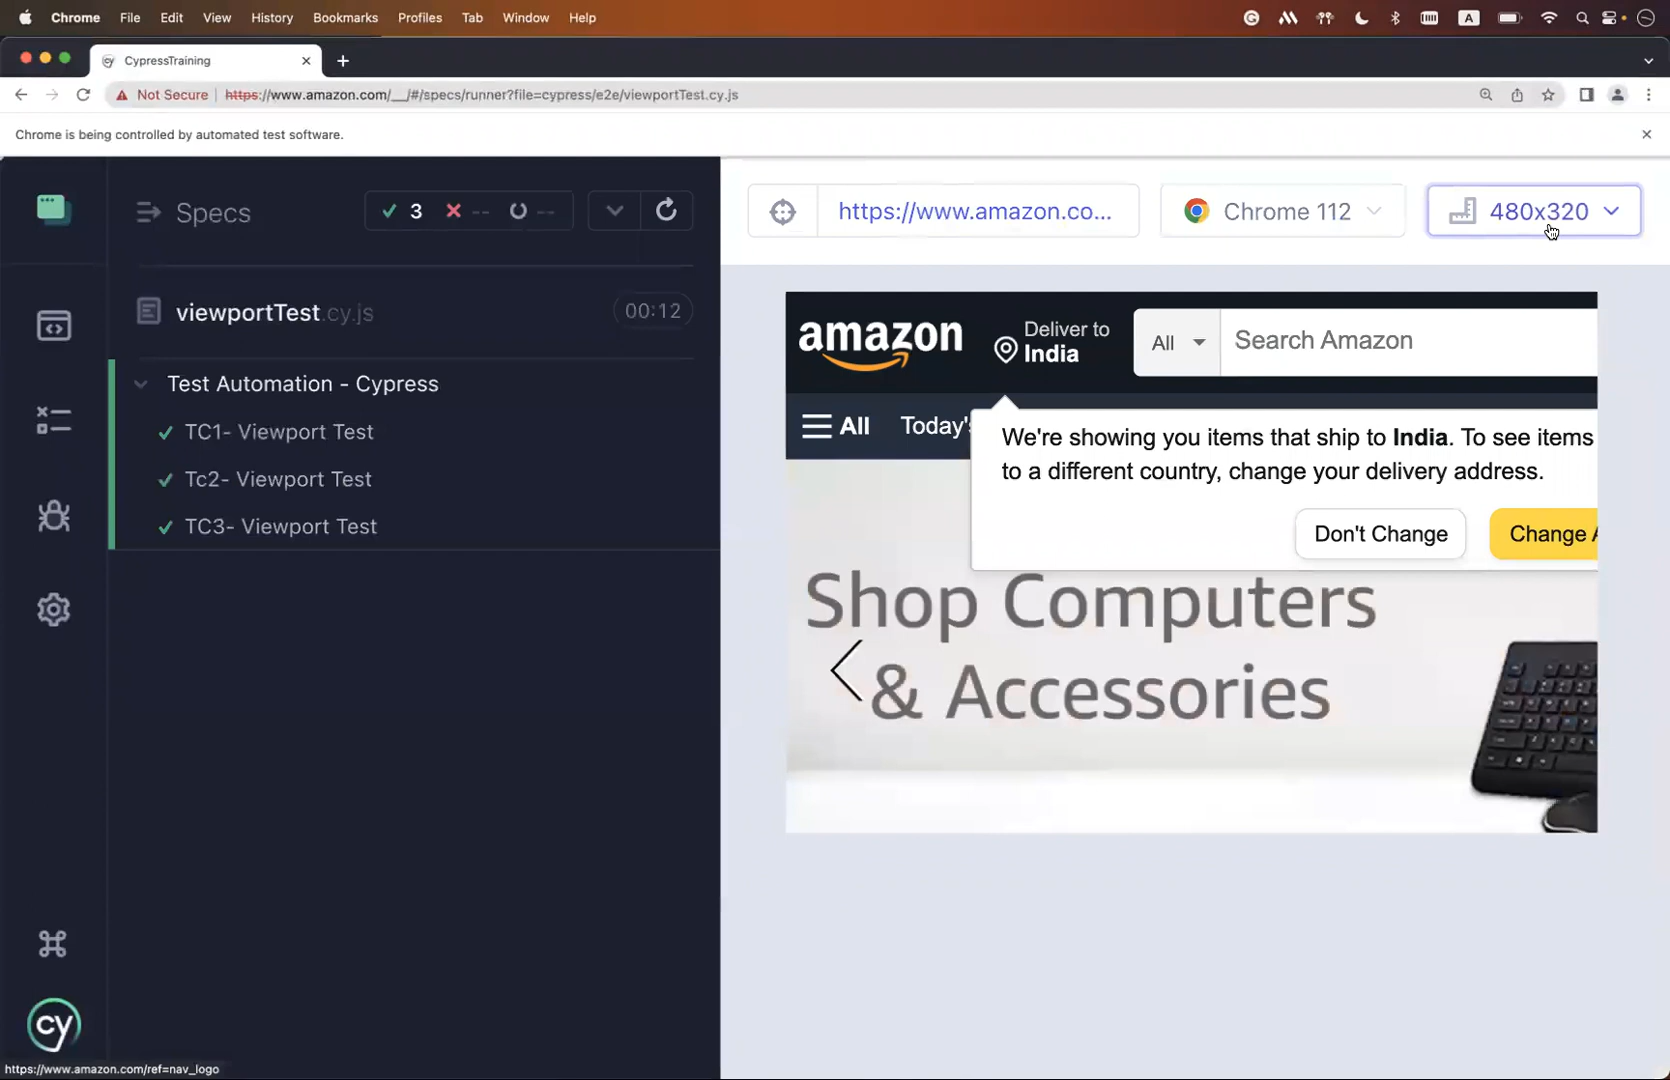 Chrome File Edit View History Bookmarks Profiles Tab Window Help
A
cy CypressTraining
Not Secure https://www.amazon.com/__/#/specs/runner?file=cypress/e2e/viewportTest.cy.js
Chrome is being controlled by automated test software.
Specs
3 -- --
https://www.amazon.co...
Chrome 112
480x320
viewportTest.cy.js
00:12
Test Automation - Cypress
TC1- Viewport Test
Tc2- Viewport Test
TC3- Viewport Test
amazon
Deliver to
India
All
Search Amazon
All
Today's
We're showing you items that ship to India. To see items
to a different country, change your delivery address.
Don't Change
Change A
Shop Computers
& Accessories
cy
https://www.amazon.com/ref=nav_logo